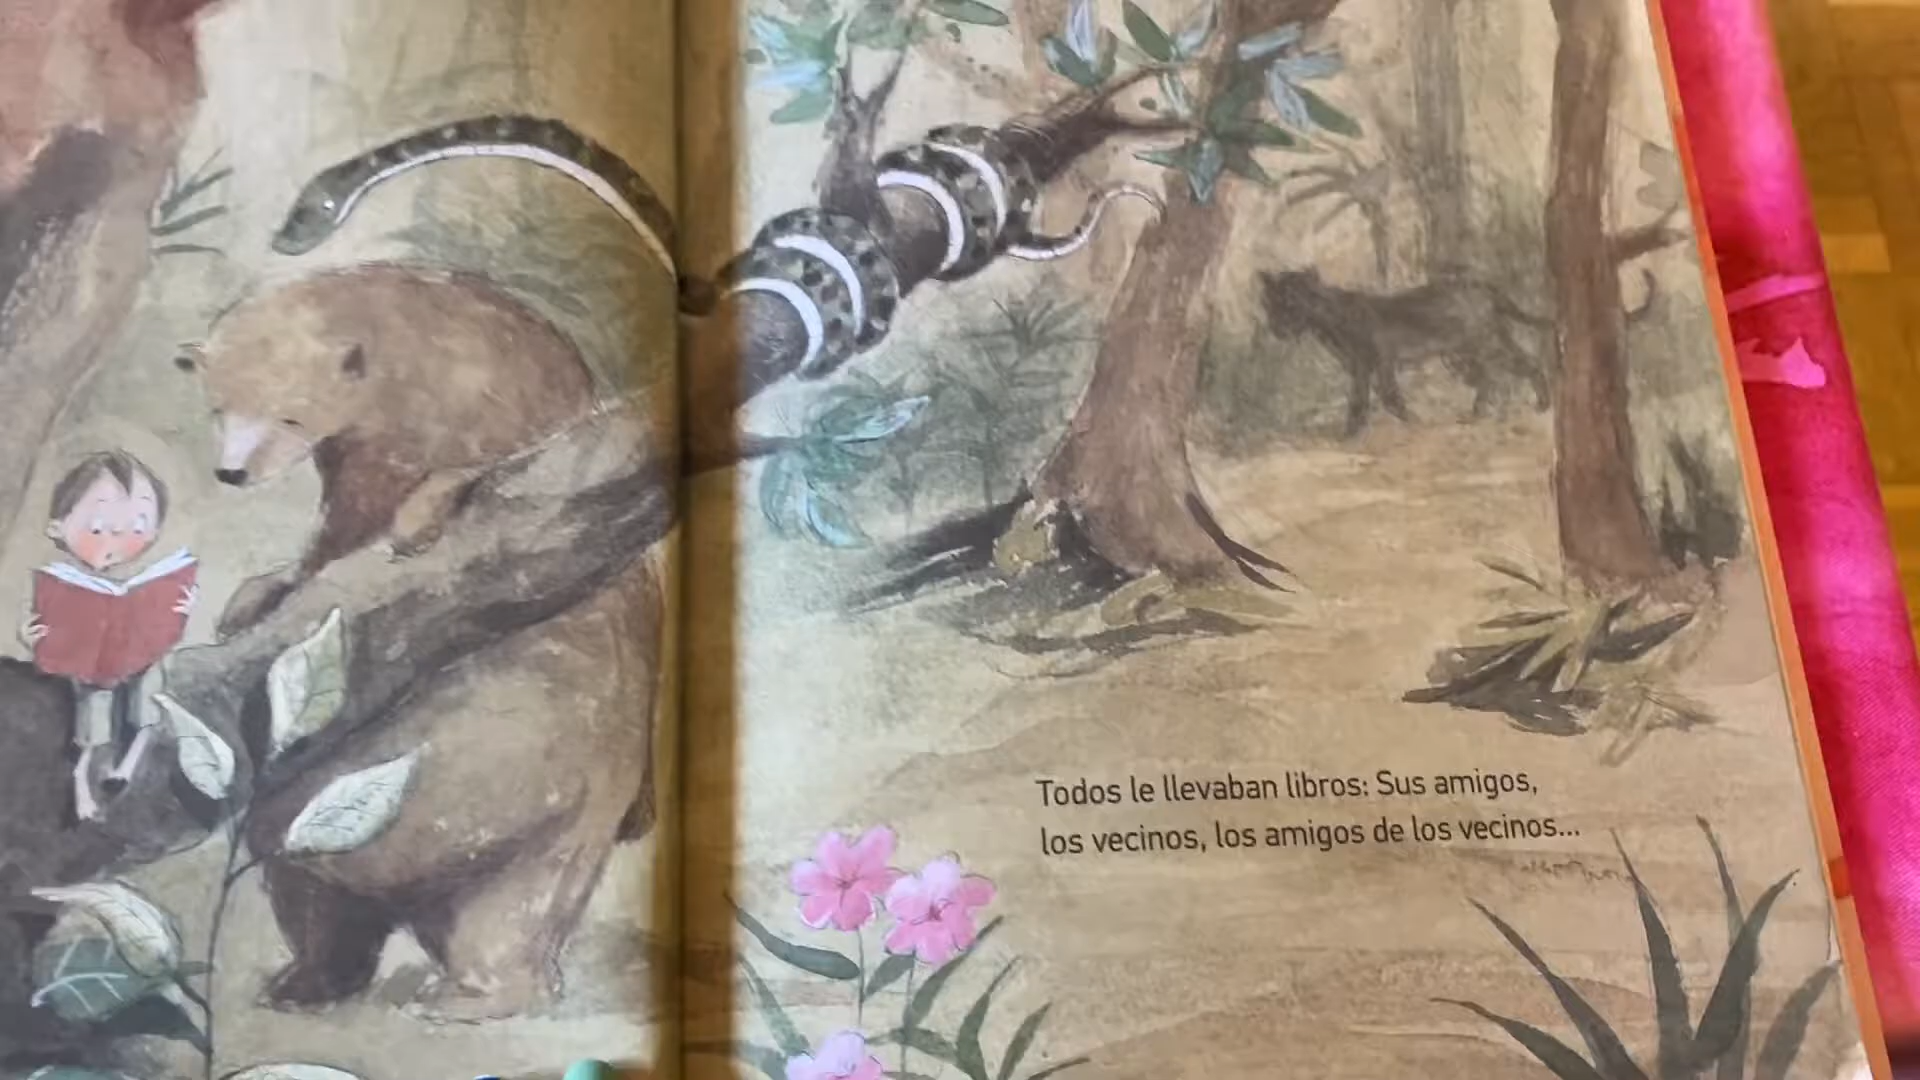 Todos le llevaban libros: Sus amigos,
los vecinos, los amigos de los vecinos...